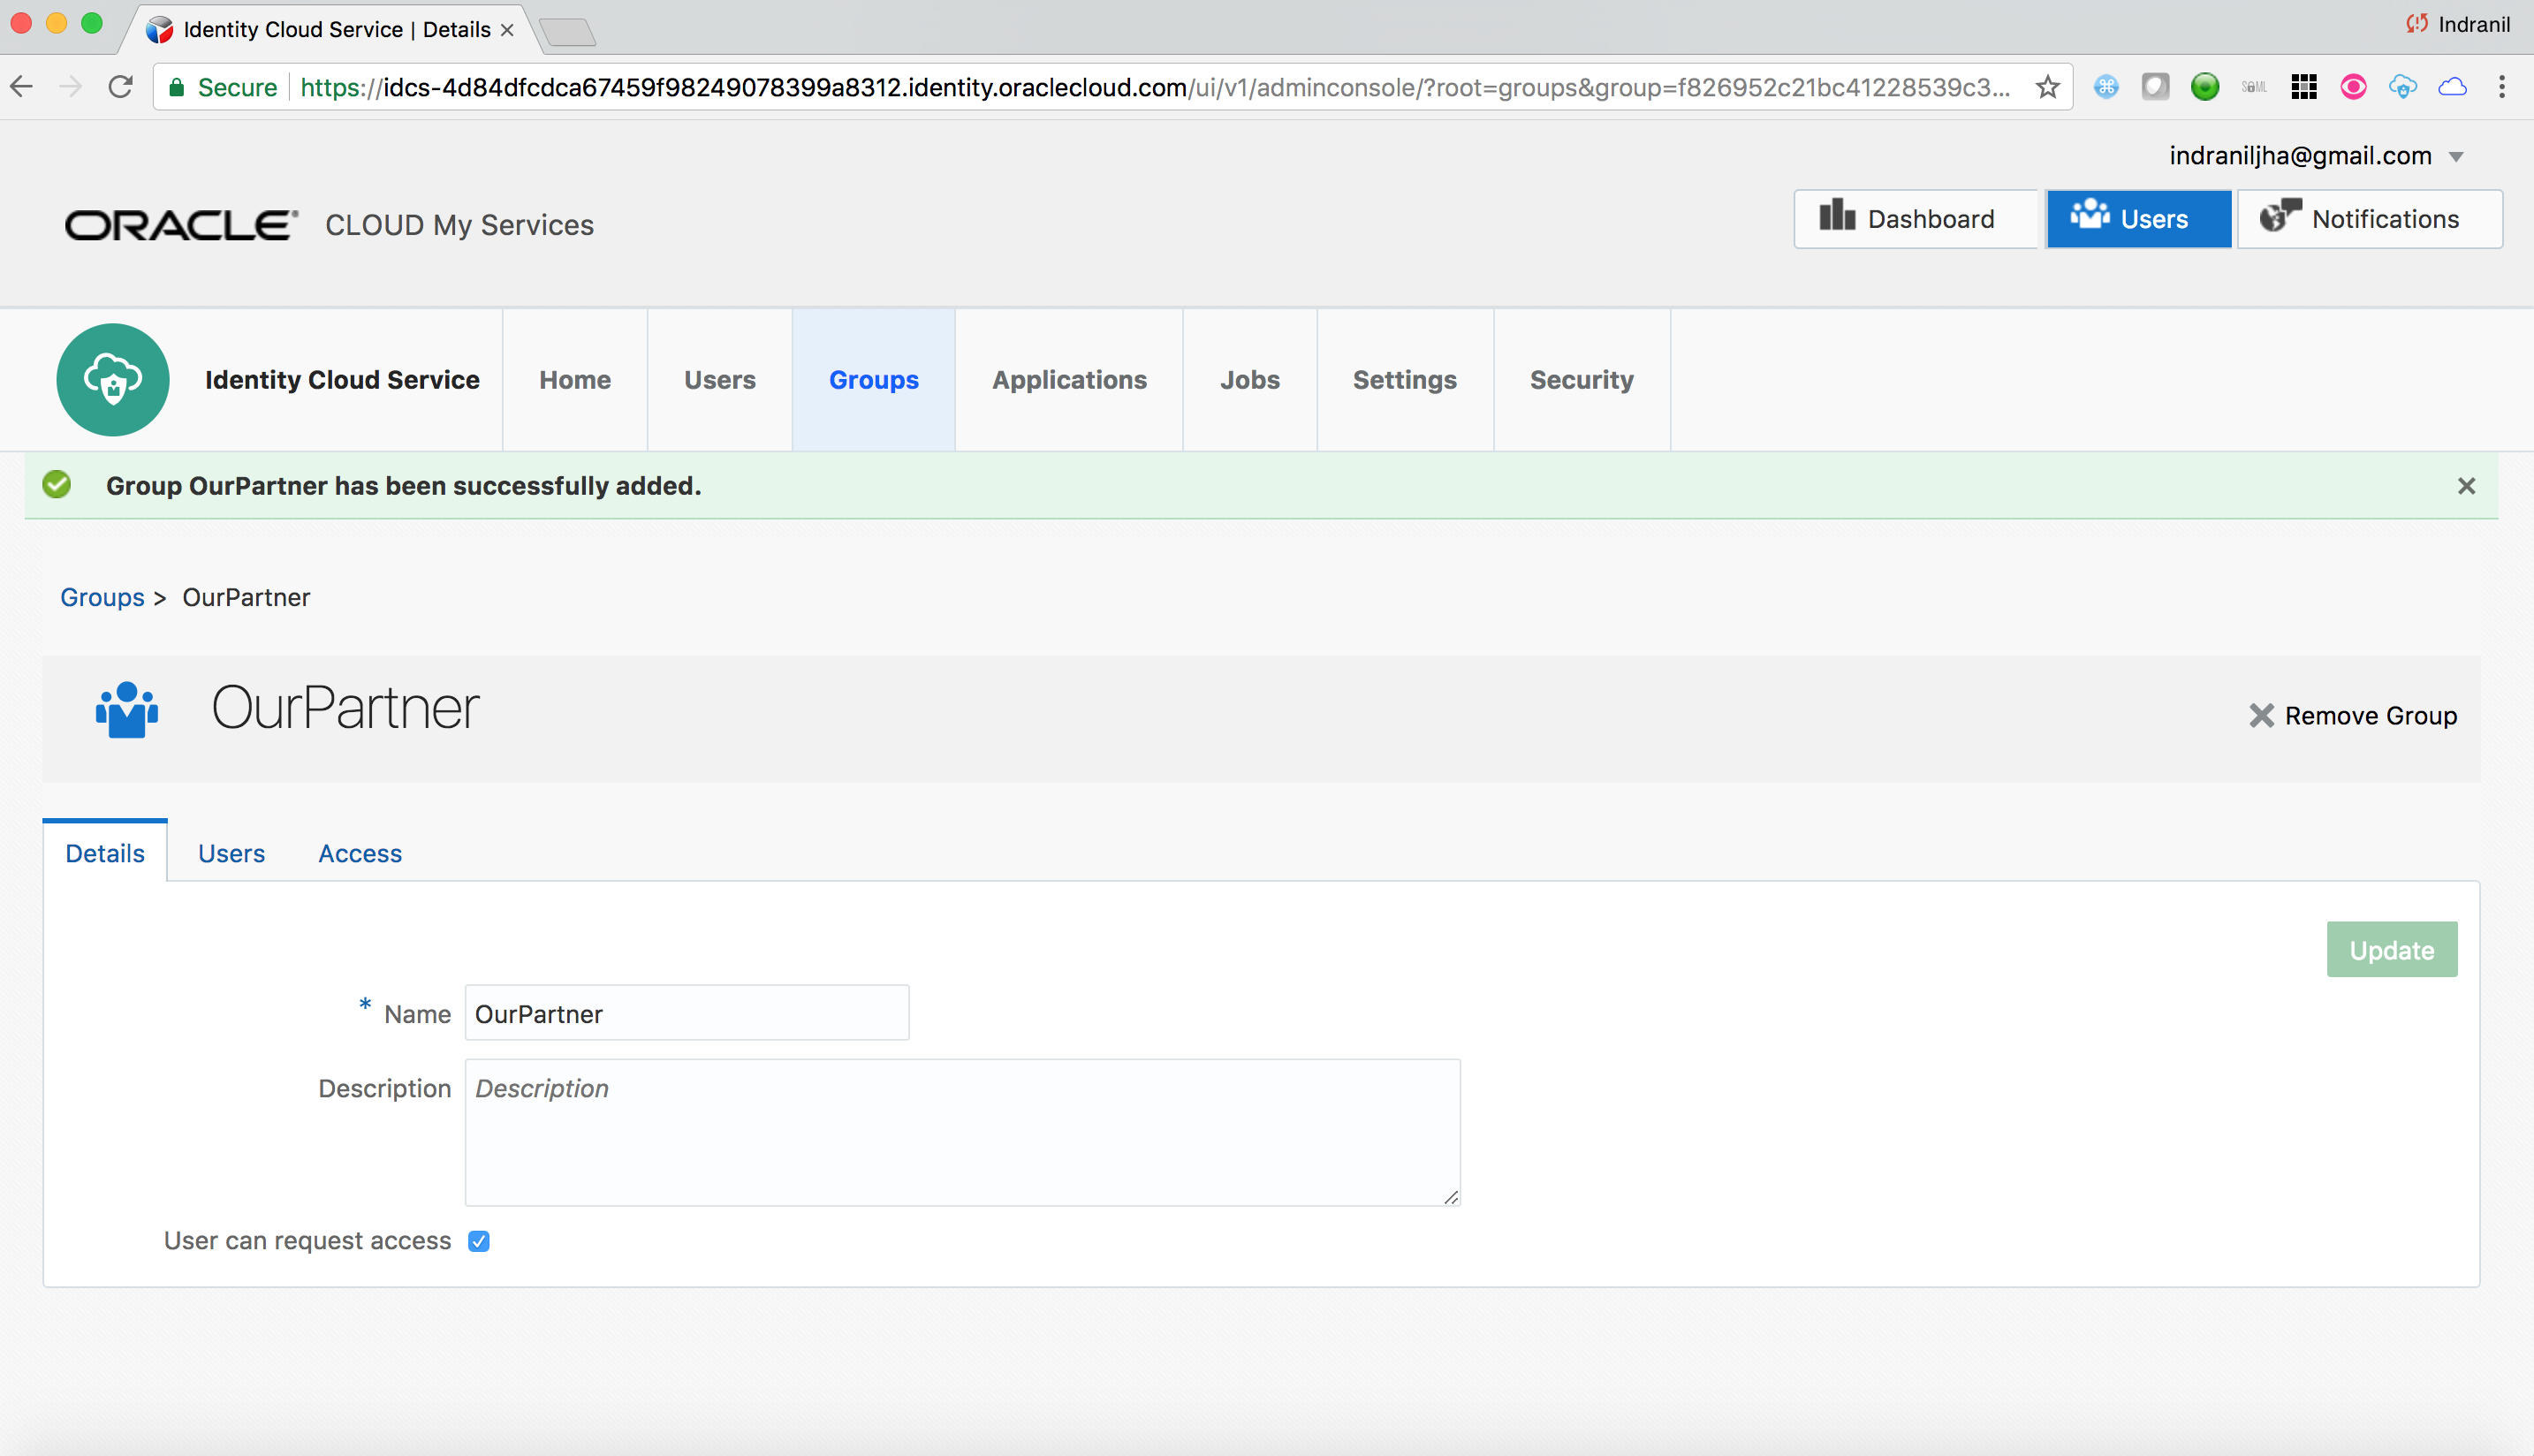 Identity Cloud Service | Details
Indranil
Secure https://idcs-4d84dfcdca67459f98249078399a8312.identity.oraclecloud.com/ui/v1/adminconsole/?root=groups&group=f826952c21bc41228539c3...
indraniljha@gmail.com
ORACLE® CLOUD My Services
Dashboard Users Notifications
Identity Cloud Service Home Users Groups Applications Jobs Settings Security
Group OurPartner has been successfully added.
Groups > OurPartner
OurPartner
Remove Group
Details Users Access
Update
* Name OurPartner
Description Description
User can request access